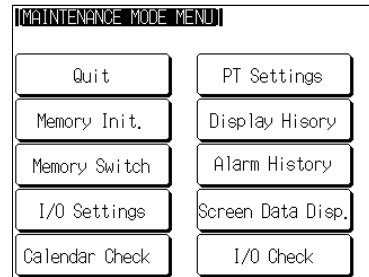 [MAINTENANCE MODE MENU]
Quit
PT Settings
Memory Init.
Display Hisory
Memory Switch
Alarm History
I/O Settings
Screen Data Disp.
Calendar Check
I/O Check